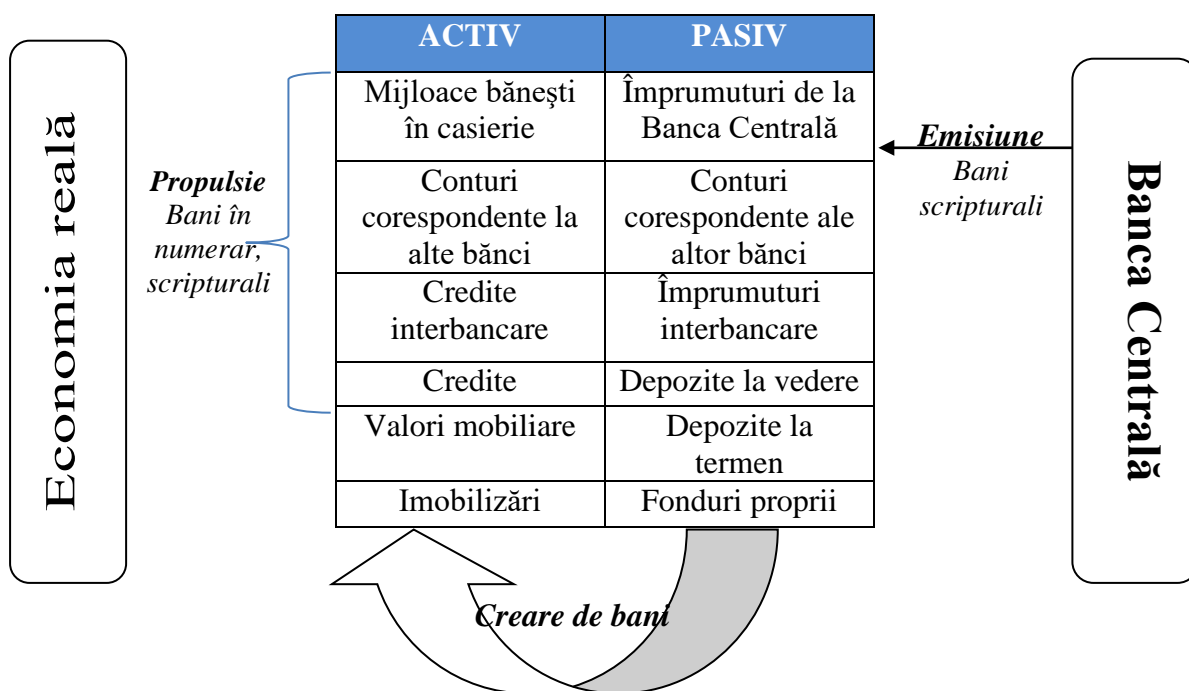 Economia reală
Propulsie
Bani în
numerar,
scripturali
ACTIV
PASIV
Mijloace băneşti
în casierie
Împrumuturi de la
Banca Centrală
Conturi
corespondente la
alte bănci
Conturi
corespondente ale
altor bănci
Credite
interbancare
Împrumuturi
interbancare
Credite
Depozite la vedere
Valori mobiliare
Depozite la
termen
Imobilizări
Fonduri proprii
Emisiune
Bani
scripturali
Banca Centrală
Creare de bani